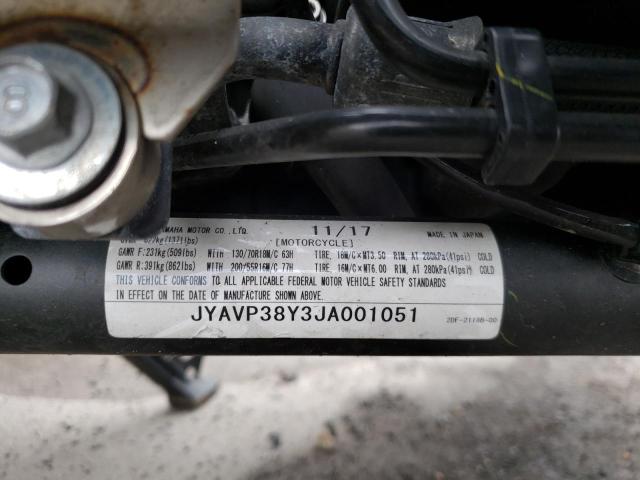 YAMAHA MOTOR CO.,LTD. 11/17 MADE IN JAPAN
[MOTORCYCLE]
GAWR F:231kg(509lbs) With 130/70R18M/C 63H TIRE, 18M/C×MT3.50 RIM, AT 280kPa(41psi) COLD
GAWR R:391kg(862lbs) WITH 200/55R16M/C 77H TIRE, 16M/C×MT6.00 RIM, AT 280kPa(41psi) COLD
THIS VEHICLE CONFORMS TO ALL APPLICABLE FEDERAL MOTOR VEHICLE SAFETY STANDARDS
IN EFFECT ON THE DATE OF MANUFACTURE SHOWN ABOVE.
JYAVP38Y3JA001051